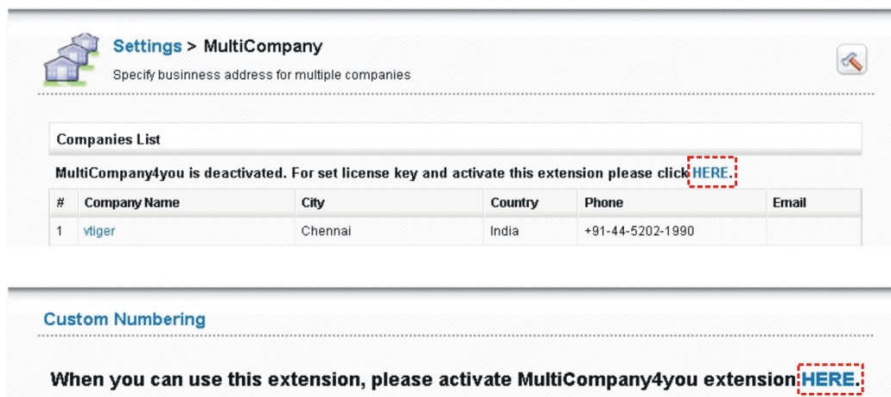 Settings > MultiCompany
Specify businness address for multiple companies
Companies List
MultiCompany4you is deactivated. For set license key and activate this extension please click HERE.
# Company Name City Country Phone Email
1 vtiger Chennai India +91-44-5202-1990
Custom Numbering
When you can use this extension, please activate MultiCompany4you extension HERE.